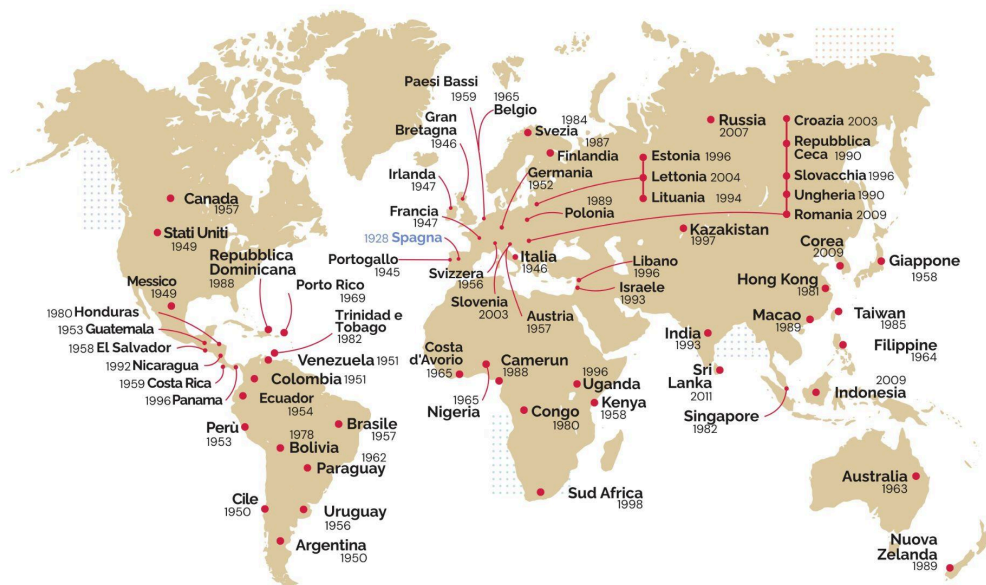 Paesi Bassi
1959
1965
Belgio
Gran
Bretagna
1946
1984
Svezia
1987
Finlandia
Irlanda
1947
Germania
1952
Francia
1947
1989
Polonia
1928 Spagna
Portogallo
1945
Svizzera
1956
Italia
1946
Slovenia
2003
Austria
1957
Estonia 1996
Lettonia 2004
Lituania 1994
Russia
2007
Croazia 2003
Repubblica
Ceca 1990
Slovacchia 1996
Ungheria 1990
Romania 2009
Kazakistan
1997
Libano
1996
Israele
1993
Corea
2009
Giappone
1958
Hong Kong
1981
Macao
1989
Taiwan
1985
Filippine
1964
India
1993
Sri
Lanka
2011
Singapore
1982
2009
Indonesia
Canada
1957
Stati Uniti
1949
Repubblica
Dominicana
1988
Porto Rico
1969
Messico
1949
1980 Honduras
1953 Guatemala
1958 El Salvador
1992 Nicaragua
1959 Costa Rica
1996 Panama
Trinidad e
Tobago
1982
Venezuela 1951
Colombia 1951
Ecuador
1954
Perù
1953
Brasile
1957
1978
Bolivia
1962
Paraguay
Cile
1950
Uruguay
1956
Argentina
1950
Costa
d'Avorio
1965
Camerun
1988
1965
Nigeria
1996
Uganda
Kenya
1958
Congo
1980
Sud Africa
1998
Australia
1963
Nuova
Zelanda
1989